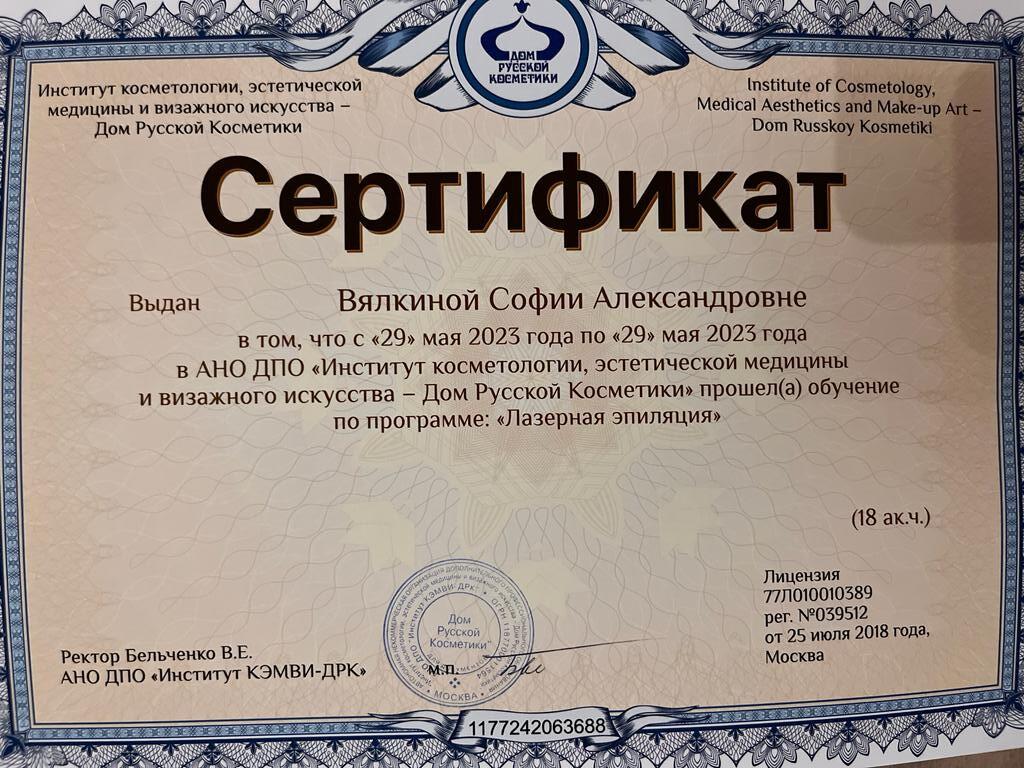 ДОМ
РУССКОЙ
КОСМЕТИКИ
Институт косметологии, эстетической
медицины и визажного искусства –
Дом Русской Косметики
Institute of Cosmetology,
Medical Aesthetics and Make-up Art –
Dom Russkoy Kosmetiki
Сертификат
Выдан Вялкиной Софии Александровне
в том, что с «29» мая 2023 года по «29» мая 2023 года
в АНО ДПО «Институт косметологии, эстетической медицины
и визажного искусства – Дом Русской Косметики» прошел(а) обучение
по программе: «Лазерная эпиляция»
(18 ак.ч.)
Лицензия
77Л010010389
рег. №039512
от 25 июля 2018 года,
Москва
Ректор Бельченко В.Е.
АНО ДПО «Институт КЭМВИ-ДРК»
Дом
Русской
Косметики
М.П.
МОСКВА
1177242063688